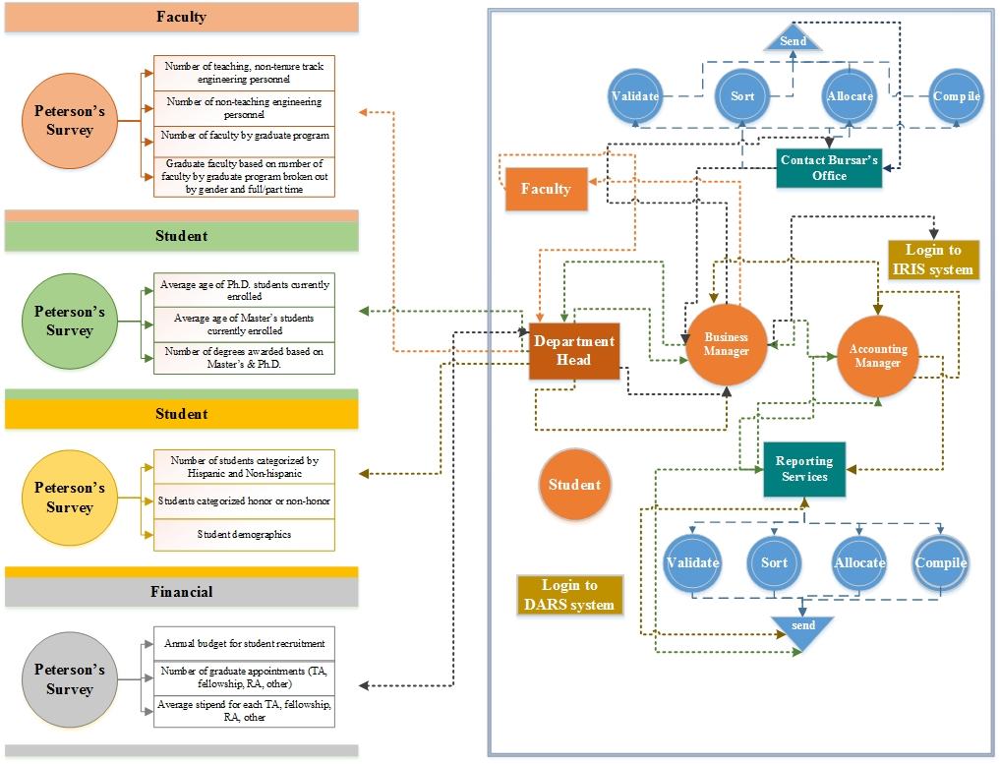 Faculty
Peterson's
Survey
Number of teaching, non-tenure track
engineering personnel
Number of non-teaching engineering
personnel
Number of faculty by graduate program
Graduate faculty based on number of
faculty by graduate program broken out
by gender and full/part time
Student
Peterson's
Survey
Average age of Ph.D. students currently
enrolled
Average age of Master's students
currently enrolled
Number of degrees awarded based on
Master's & Ph.D.
Student
Peterson's
Survey
Number of students categorized by
Hispanic and Non-hispanic
Students categorized honor or non-honor
Student demographics
Financial
Peterson's
Survey
Annual budget for student recruitment
Number of graduate appointments (TA,
fellowship, RA, other)
Average stipend for each TA, fellowship,
RA, other
Send
Validate
Sort
Allocate
Compile
Contact Bursar's
Office
Faculty
Login to
IRIS system
Department
Head
Business
Manager
Accounting
Manager
Reporting
Services
Student
Validate
Sort
Allocate
Compile
Login to
DARS system
send